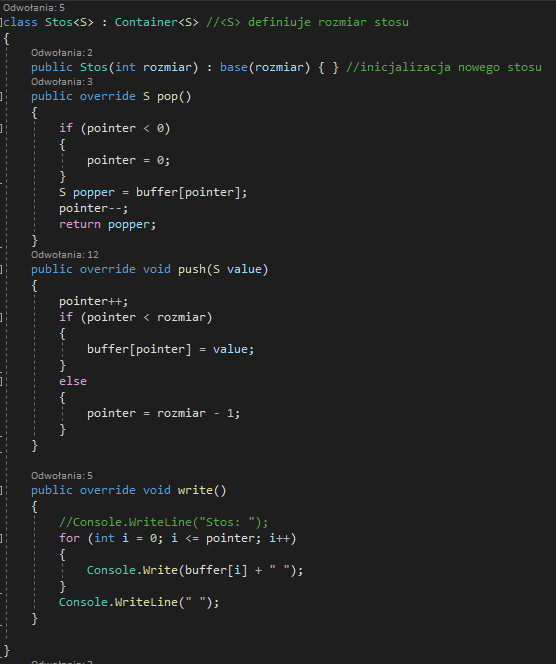 Odwołania: 5
class Stos<S> : Container<S> //<S> definiuje rozmiar stosu
{
Odwołania: 2
public Stos(int rozmiar) : base(rozmiar) { } //inicjalizacja nowego stosu
Odwołania: 3
public override S pop()
{
if (pointer < 0)
{
pointer = 0;
}
S popper = buffer[pointer];
pointer--;
return popper;
}
Odwołania: 12
public override void push(S value)
{
pointer++;
if (pointer < rozmiar)
{
buffer[pointer] = value;
}
else
{
pointer = rozmiar - 1;
}
}
Odwołania: 5
public override void write()
{
//Console.WriteLine("Stos: ");
for (int i = 0; i <= pointer; i++)
{
Console.Write(buffer[i] + " ");
}
Console.WriteLine(" ");
}
}